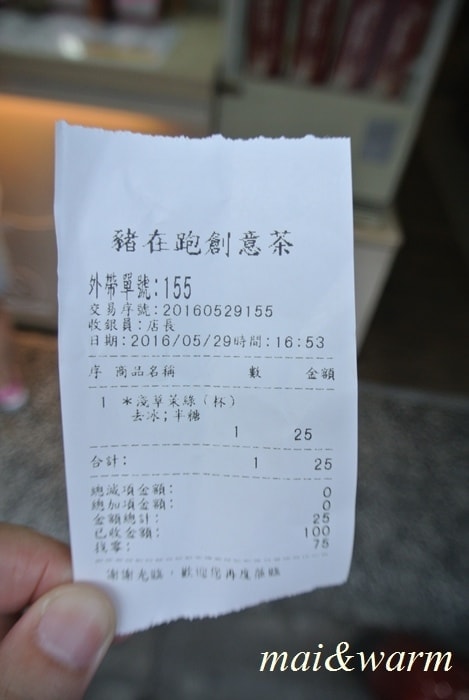 豬在跑創意茶
外帶單號:155
交易序號:20160529155
收銀員:店長
日期:2016/05/29時間:16:53
序 商品名稱 數 金額
1 *淺草茉綠(杯)
去冰;半糖
1 25
合計: 1 25
總減項金額: 0
總加項金額: 0
金額總計: 25
已收金額: 100
找零: 75
謝謝光臨,歡迎您再度蒞臨
mai&warm